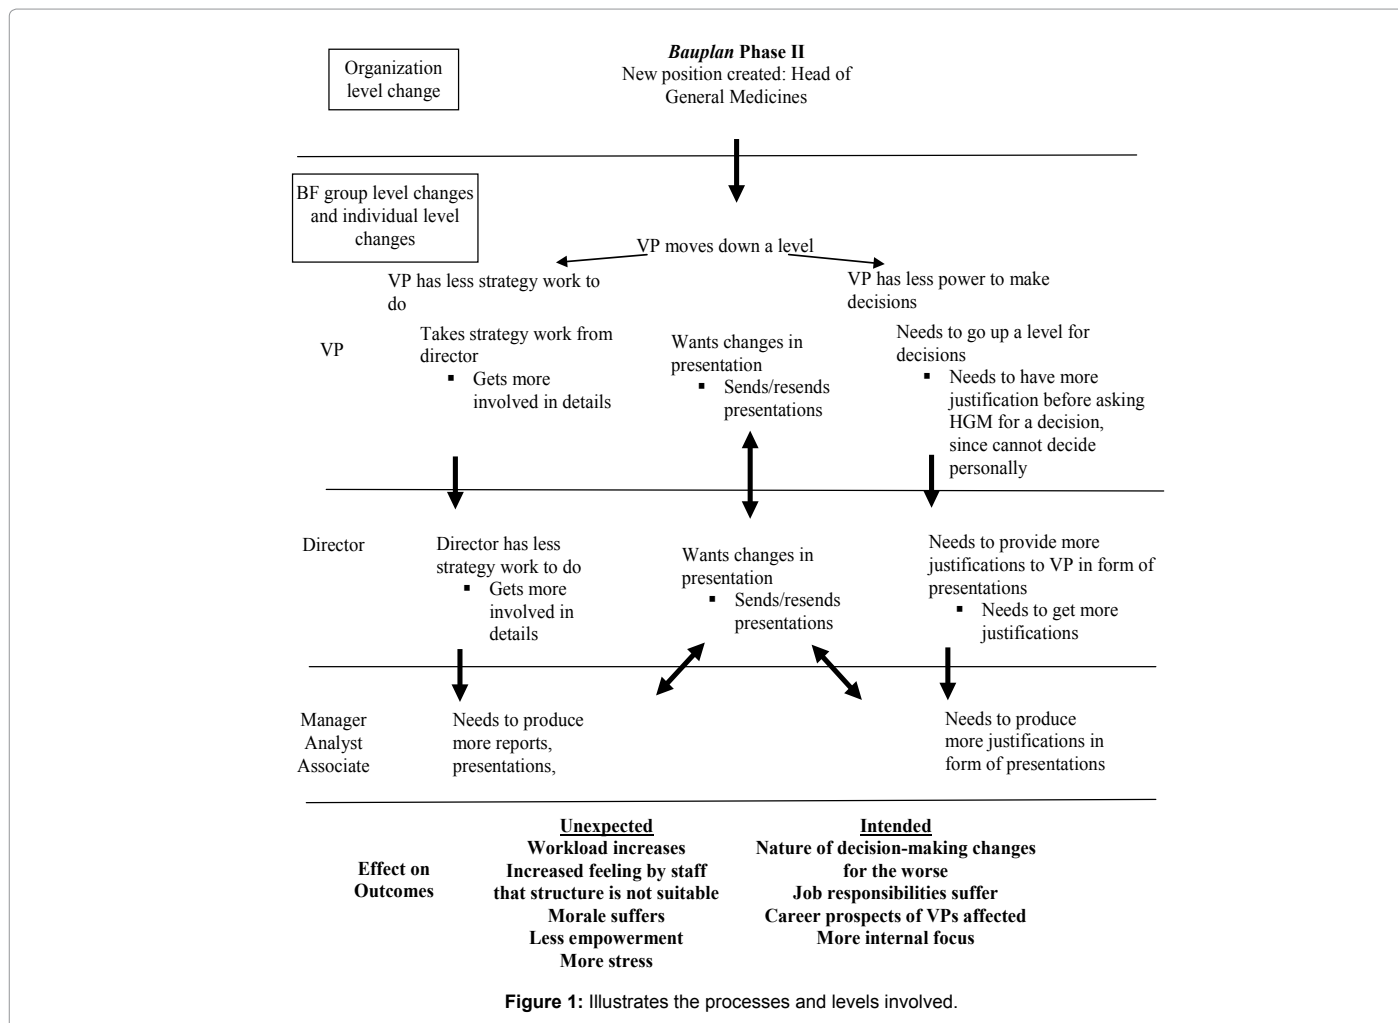 Organization
level change
Bauplan Phase II
New position created: Head of
General Medicines
BF group level changes
and individual level
changes
VP moves down a level
VP has less strategy work to
do
VP has less power to make
decisions
VP
Takes strategy work from
director
▪ Gets more
involved in details
Wants changes in
presentation
▪ Sends/resends
presentations
Needs to go up a level for
decisions
▪ Needs to have more
justification before asking
HGM for a decision,
since cannot decide
personally
Director
Director has less
strategy work to do
▪ Gets more
involved in
details
Wants changes in
presentation
▪ Sends/resends
presentations
Needs to provide more
justifications to VP in form of
presentations
▪ Needs to get more
justifications
Manager
Analyst
Associate
Needs to produce
more reports,
presentations,
Needs to produce
more justifications in
form of presentations
Effect on
Outcomes
Unexpected
Workload increases
Increased feeling by staff
that structure is not suitable
Morale suffers
Less empowerment
More stress
Intended
Nature of decision-making changes
for the worse
Job responsibilities suffer
Career prospects of VPs affected
More internal focus
Figure 1: Illustrates the processes and levels involved.